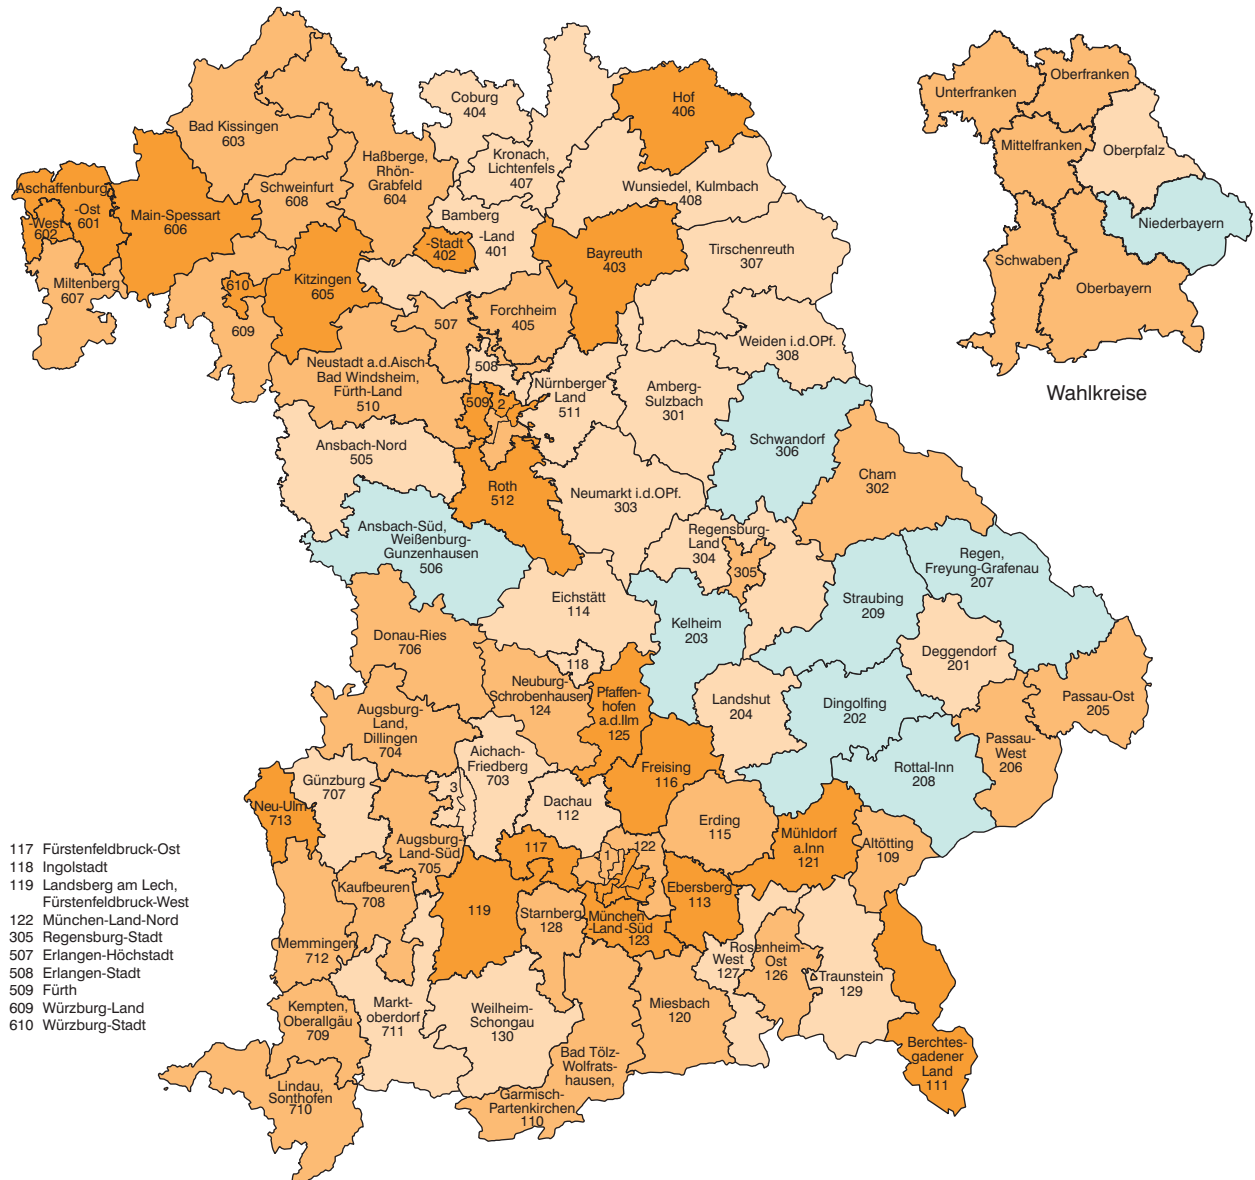 Coburg
404
Hof
406
Bad Kissingen
603
Haßberge,
Rhön-
Grabfeld
604
Kronach,
Lichtenfels
407
Wunsiedel, Kulmbach
408
Aschaffenburg
-Ost
601
-West
602
Main-Spessart
606
Schweinfurt
608
Bamberg
-Land
401
-Stadt
402
Bayreuth
403
Tirschenreuth
307
Miltenberg
607
610
609
Kitzingen
605
507
Forchheim
405
508
Weiden i.d.OPf.
308
Neustadt a.d.Aisch-
Bad Windsheim,
Fürth-Land
510
509
2
Nürnberger
Land
511
Amberg-
Sulzbach
301
Ansbach-Nord
505
Schwandorf
306
Cham
302
Roth
512
Neumarkt i.d.OPf.
303
Ansbach-Süd,
Weißenburg-
Gunzenhausen
506
Regensburg-
Land
304
305
Regen,
Freyung-Grafenau
207
Eichstätt
114
Straubing
209
Kelheim
203
Donau-Ries
706
118
Deggendorf
201
Neuburg-
Schrobenhausen
124
Pfaffen-
hofen
a.d.Ilm
125
Landshut
204
Dingolfing
202
Passau-Ost
205
Augsburg-
Land,
Dillingen
704
Passau-
West
206
Aichach-
Friedberg
703
Freising
116
Rottal-Inn
208
Günzburg
707
3
Neu-Ulm
713
Dachau
112
Erding
115
Mühldorf
a.Inn
121
Augsburg-
Land-Süd
705
117
1
122
Altötting
109
Kaufbeuren
708
119
Starnberg
128
München
-Land-Süd
123
Ebersberg
113
Memmingen
712
West
127
Rosenheim-
Ost
126
Traunstein
129
Kempten,
Oberallgäu
709
Markt-
oberdorf
711
Weilheim-
Schongau
130
Miesbach
120
Bad Tölz-
Wolfrats-
hausen,
Garmisch-
Partenkirchen
110
Berchtes-
gadener
Land
111
Lindau,
Sonthofen
710
Unterfranken
Oberfranken
Mittelfranken
Oberpfalz
Niederbayern
Schwaben
Oberbayern
Wahlkreise
117 Fürstenfeldbruck-Ost
118 Ingolstadt
119 Landsberg am Lech,
Fürstenfeldbruck-West
122 München-Land-Nord
305 Regensburg-Stadt
507 Erlangen-Höchstadt
508 Erlangen-Stadt
509 Fürth
609 Würzburg-Land
610 Würzburg-Stadt